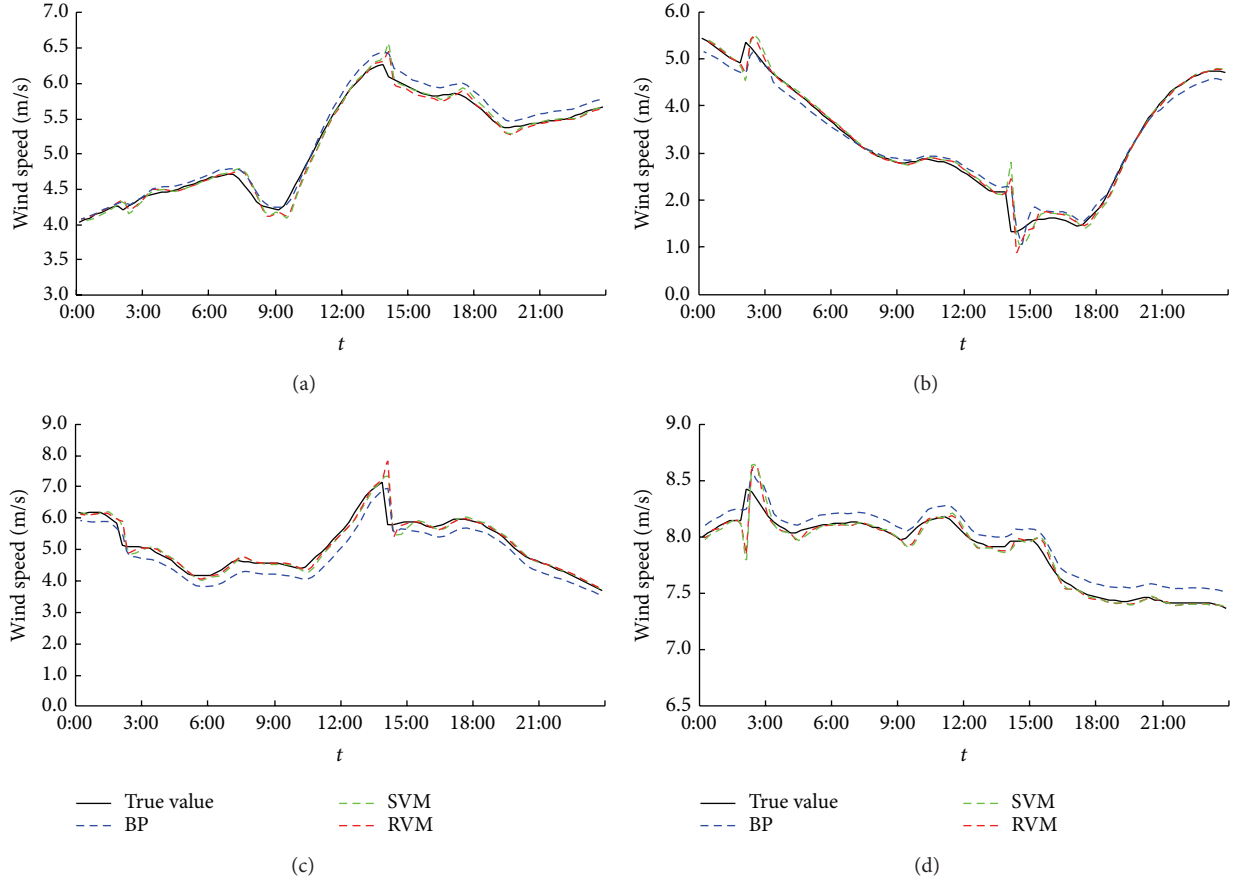 7.0
6.5
6.0
5.5
5.0
4.5
4.0
3.5
3.0
Wind speed (m/s)
0:00 3:00 6:00 9:00 12:00 15:00 18:00 21:00
t
(a)
6.0
5.0
4.0
3.0
2.0
1.0
0.0
Wind speed (m/s)
0:00 3:00 6:00 9:00 12:00 15:00 18:00 21:00
t
(b)
9.0
8.0
7.0
6.0
5.0
4.0
3.0
2.0
1.0
0.0
Wind speed (m/s)
0:00 3:00 6:00 9:00 12:00 15:00 18:00 21:00
t
True value
BP
SVM
RVM
(c)
9.0
8.5
8.0
7.5
7.0
6.5
Wind speed (m/s)
0:00 3:00 6:00 9:00 12:00 15:00 18:00 21:00
t
True value
BP
SVM
RVM
(d)